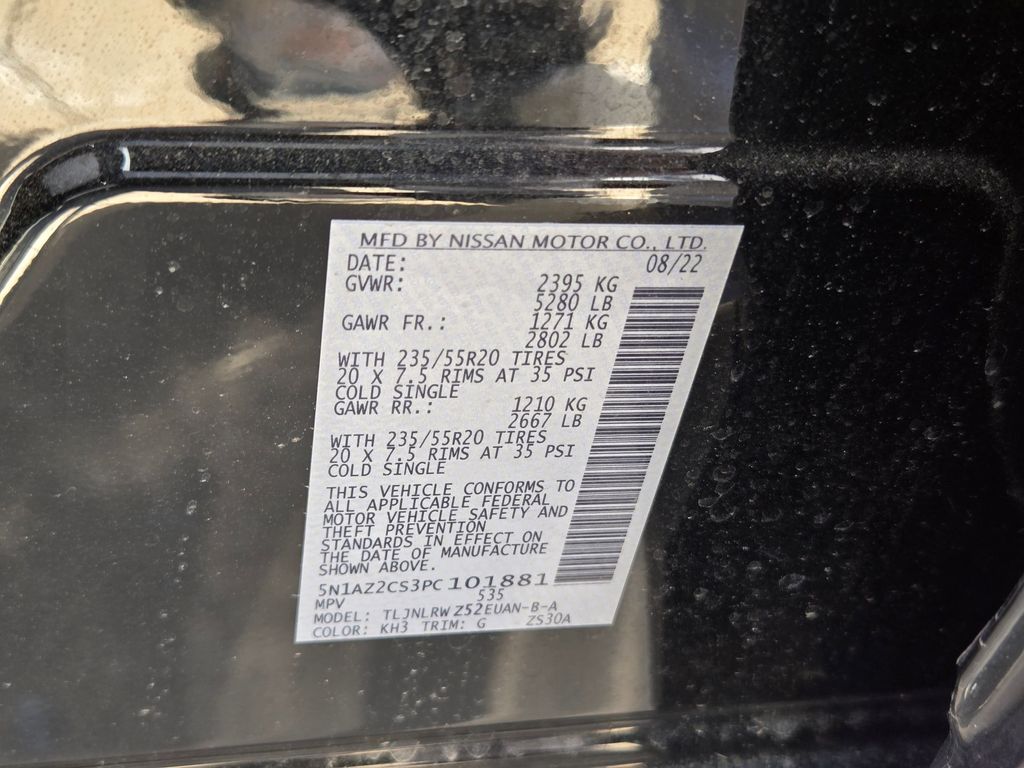 MFD BY NISSAN MOTOR CO., LTD.
DATE: 08/22
GVWR: 2395 KG
5280 LB
GAWR FR.: 1271 KG
2802 LB
WITH 235/55R20 TIRES
20 X 7.5 RIMS AT 35 PSI
COLD SINGLE
GAWR RR.: 1210 KG
2667 LB
WITH 235/55R20 TIRES
20 X 7.5 RIMS AT 35 PSI
COLD SINGLE
THIS VEHICLE CONFORMS TO
ALL APPLICABLE FEDERAL
MOTOR VEHICLE SAFETY AND
THEFT PREVENTION
STANDARDS IN EFFECT ON
THE DATE OF MANUFACTURE
SHOWN ABOVE.
5N1AZ2CS3PC101881
MPV 535
MODEL: TLJNLRW Z52EUAN-B-A
COLOR: KH3 TRIM: G ZS30A